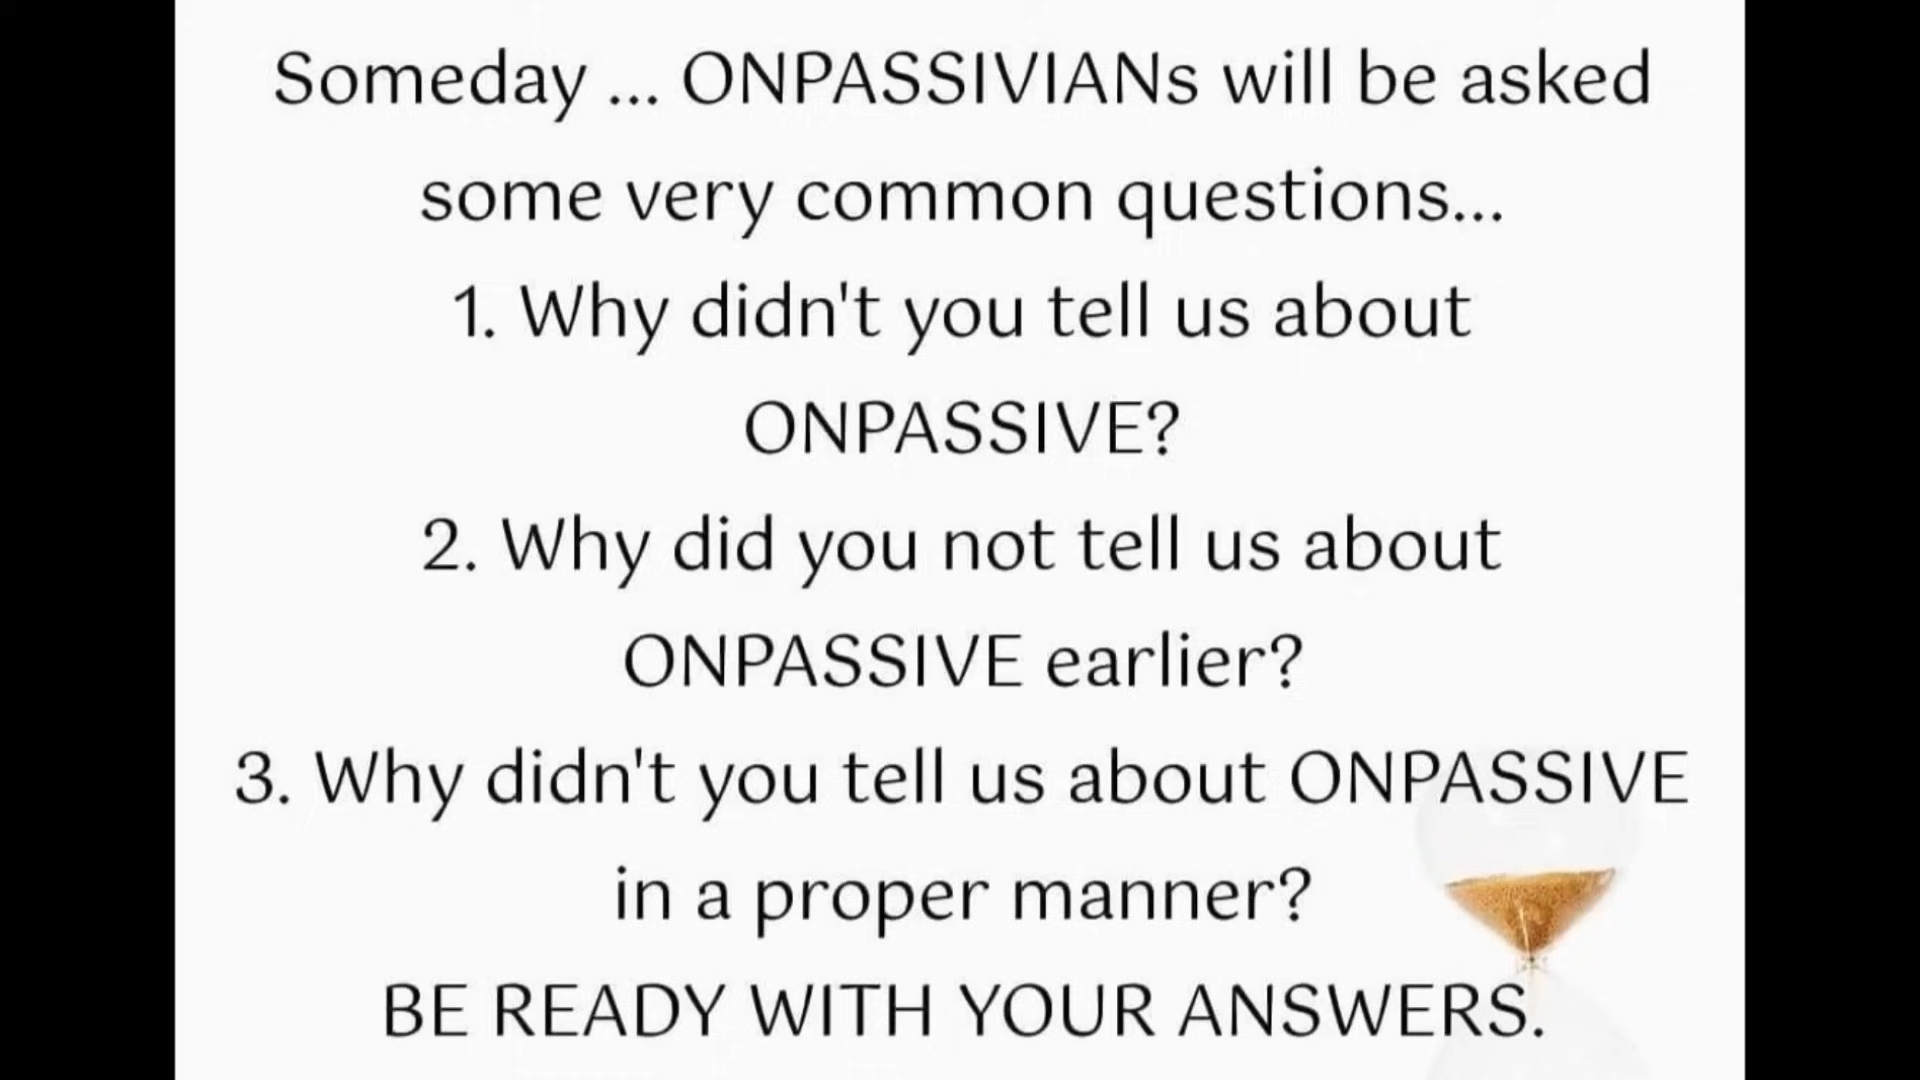 Someday ... ONPASSIVIANs will be asked
some very common questions...
1. Why didn't you tell us about
ONPASSIVE?
2. Why did you not tell us about
ONPASSIVE earlier?
3. Why didn't you tell us about ONPASSIVE
in a proper manner?
BE READY WITH YOUR ANSWERS.